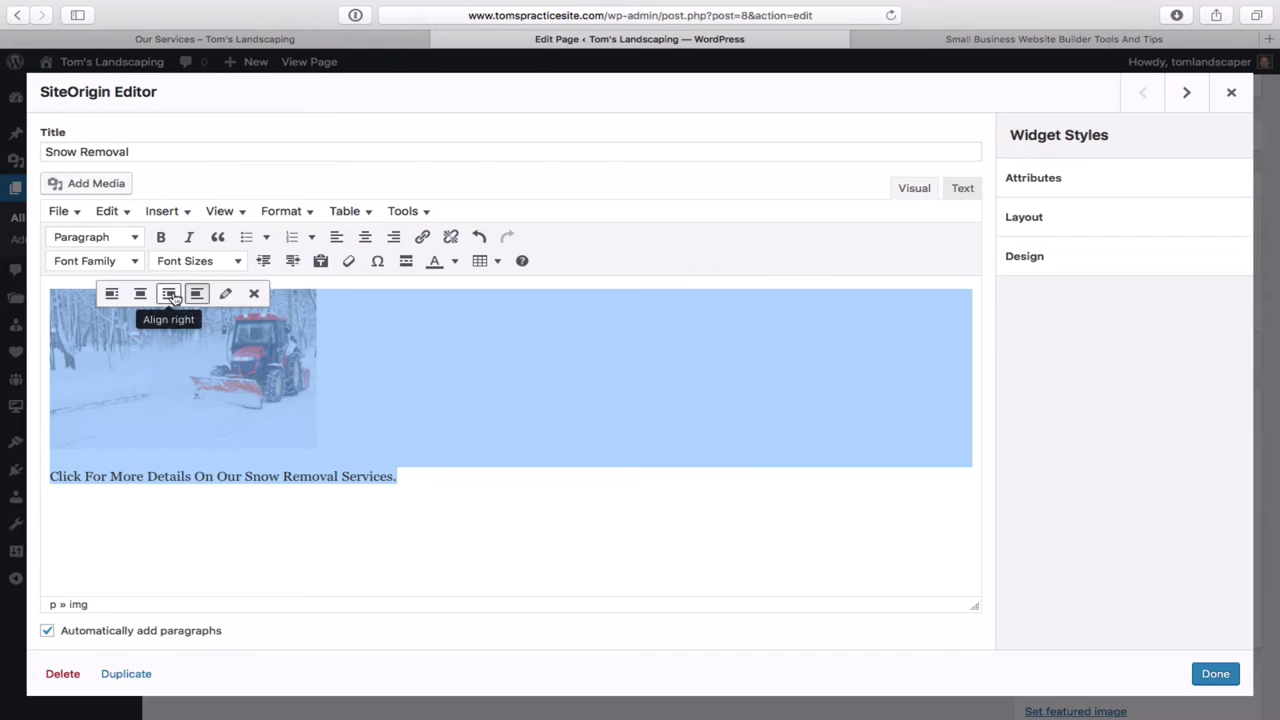 www.tomspracticesite.com/wp-admin/post.php?post=8&action=edit
Our Services – Tom's Landscaping
Edit Page ‹ Tom's Landscaping — WordPress
Small Business Website Builder Tools And Tips
Tom's Landscaping 0 New View Page
Howdy, tomlandscaper
SiteOrigin Editor
Title
Snow Removal
Add Media
Visual Text
File Edit Insert View Format Table Tools
Paragraph
Font Family Font Sizes
Align right
Click For More Details On Our Snow Removal Services.
p » img
Automatically add paragraphs
Delete Duplicate
Done
Widget Styles
Attributes
Layout
Design
All
Ad
Set featured image